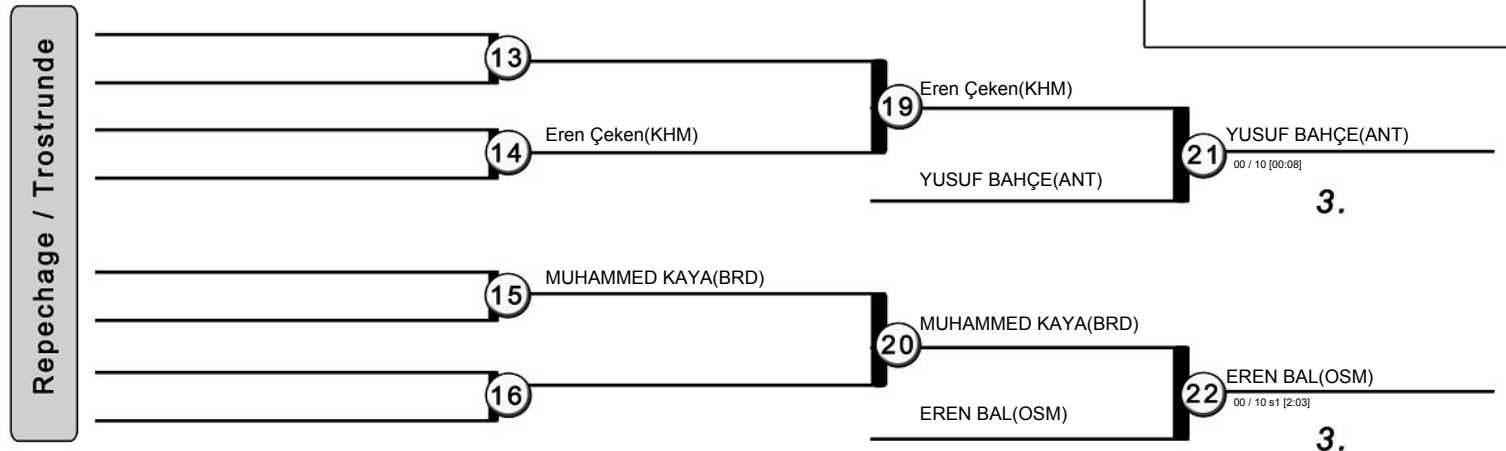 Repechage / Trostrunde
13
Eren Çeken(KHM)
19
Eren Çeken(KHM)
14
YUSUF BAHÇE(ANT)
21
YUSUF BAHÇE(ANT)
00 / 10 [00:08]
3.
MUHAMMED KAYA(BRD)
15
MUHAMMED KAYA(BRD)
20
16
EREN BAL(OSM)
22
EREN BAL(OSM)
00 / 10 s1 [2:03]
3.